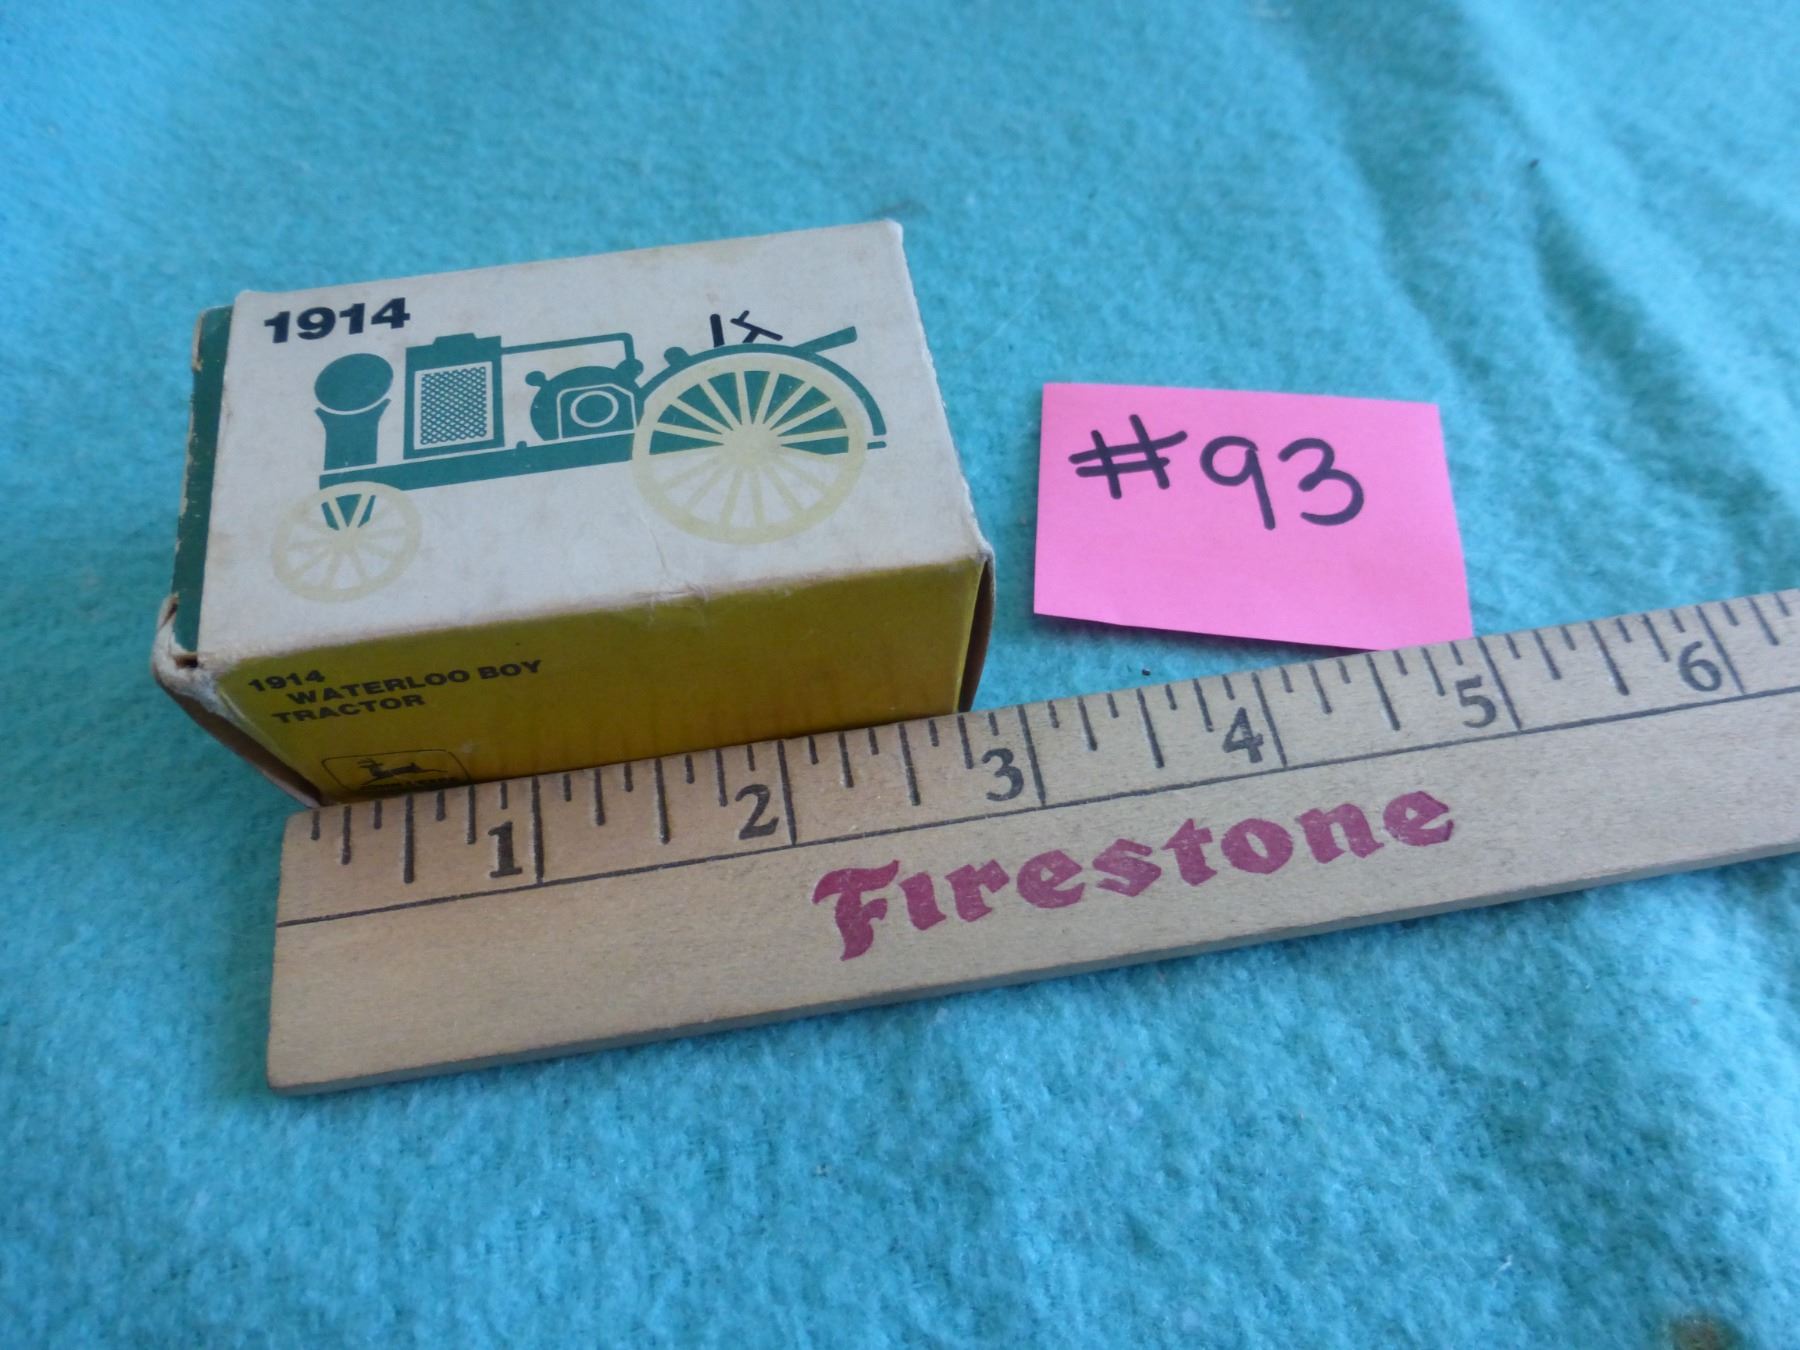 1914
1914
WATERLOO BOY
TRACTOR
#93
1 2 3 4 5 6
Firestone